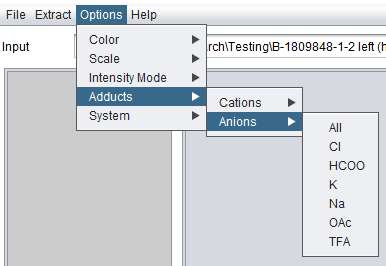 File Extract Options Help
Input arch\Testing\B-1809848-1-2 left (h
Color
Scale
Intensity Mode
Adducts
System
Cations
Anions
All
Cl
HCOO
K
Na
OAc
TFA